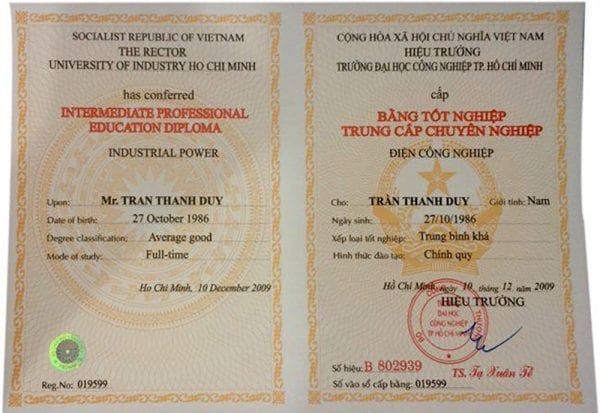 SOCIALIST REPUBLIC OF VIETNAM
THE RECTOR
UNIVERSITY OF INDUSTRY HO CHI MINH
has conferred
INTERMEDIATE PROFESSIONAL
EDUCATION DIPLOMA
INDUSTRIAL POWER
Upon: Mr. TRAN THANH DUY
Date of birth: 27 October 1986
Degree classification: Average good
Mode of study: Full-time
Ho Chi Minh, 10 December 2009
Reg.No: 019599
CỘNG HÒA XÃ HỘI CHỦ NGHĨA VIỆT NAM
HIỆU TRƯỞNG
TRƯỜNG ĐẠI HỌC CÔNG NGHIỆP TP. HỒ CHÍ MINH
cấp
BẰNG TỐT NGHIỆP
TRUNG CẤP CHUYÊN NGHIỆP
ĐIỆN CÔNG NGHIỆP
Cho: TRẦN THANH DUY Giới tính: Nam
Ngày sinh: 27/10/1986
Xếp loại tốt nghiệp: Trung bình khá
Hình thức đào tạo: Chính quy
Hồ Chí Minh, ngày 10 tháng 12 năm 2009
HIỆU TRƯỞNG
ĐẠI HỌC
CÔNG NGHIỆP
TP HỒ CHÍ MINH
Số hiệu: B 802939 TS. Tạ Xuân Tề
Số vào sổ cấp bằng: 019599